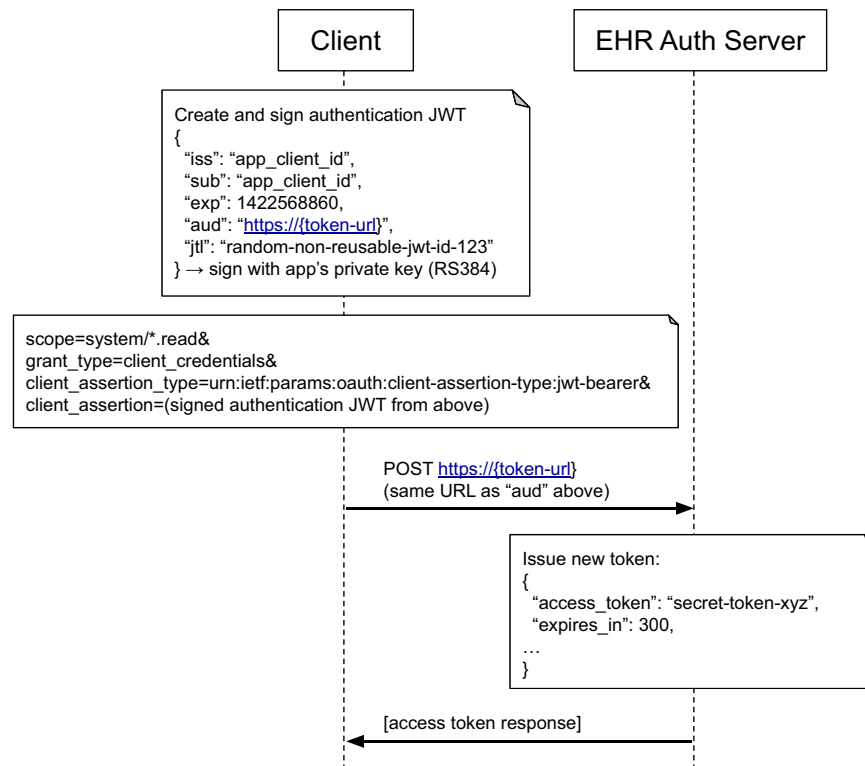 Client
EHR Auth Server
Create and sign authentication JWT
{
“iss”: “app_client_id”,
“sub”: “app_client_id”,
“exp”: 1422568860,
“aud”: “https://{token-url}”,
“jtl”: “random-non-reusable-jwt-id-123”
} → sign with app’s private key (RS384)
scope=system/*.read&
grant_type=client_credentials&
client_assertion_type=urn:ietf:params:oauth:client-assertion-type:jwt-bearer&
client_assertion=(signed authentication JWT from above)
POST https://{token-url}
(same URL as “aud” above)
Issue new token:
{
“access_token”: “secret-token-xyz”,
“expires_in”: 300,
…
}
[access token response]